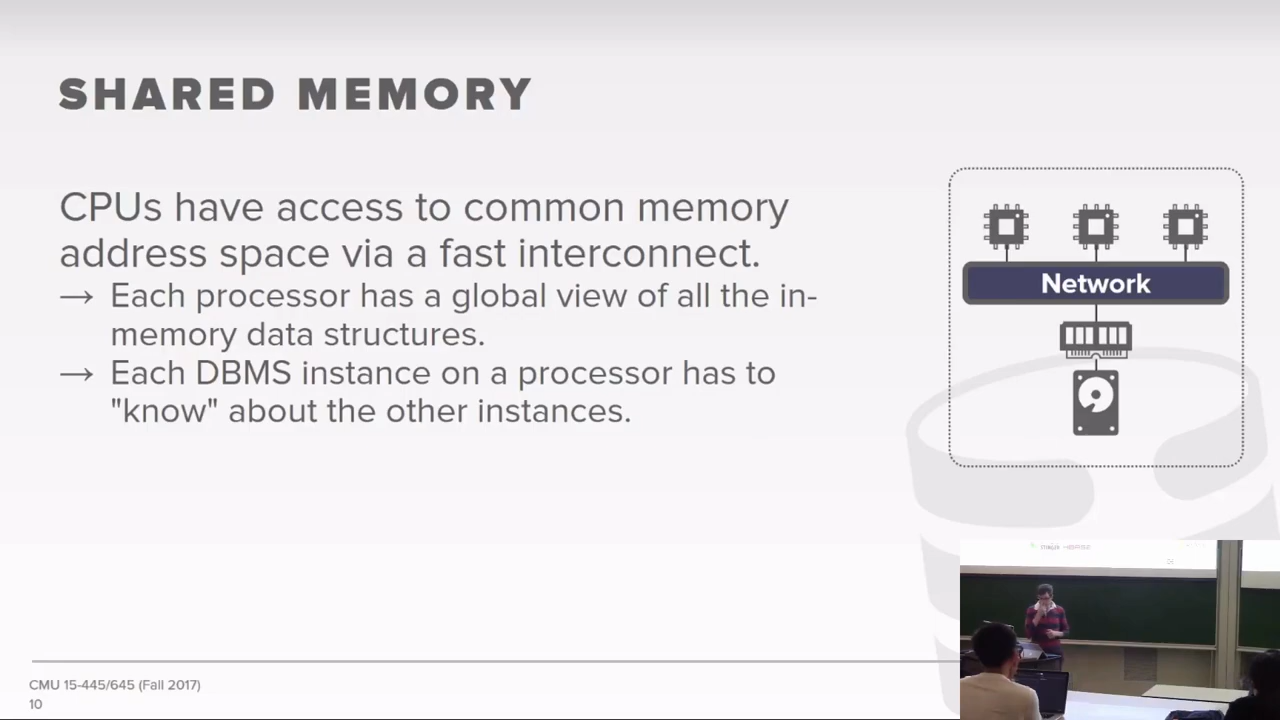 SHARED MEMORY
CPUs have access to common memory
address space via a fast interconnect.
→ Each processor has a global view of all the in-
memory data structures.
→ Each DBMS instance on a processor has to
"know" about the other instances.
Network
CMU 15-445/645 (Fall 2017)
10